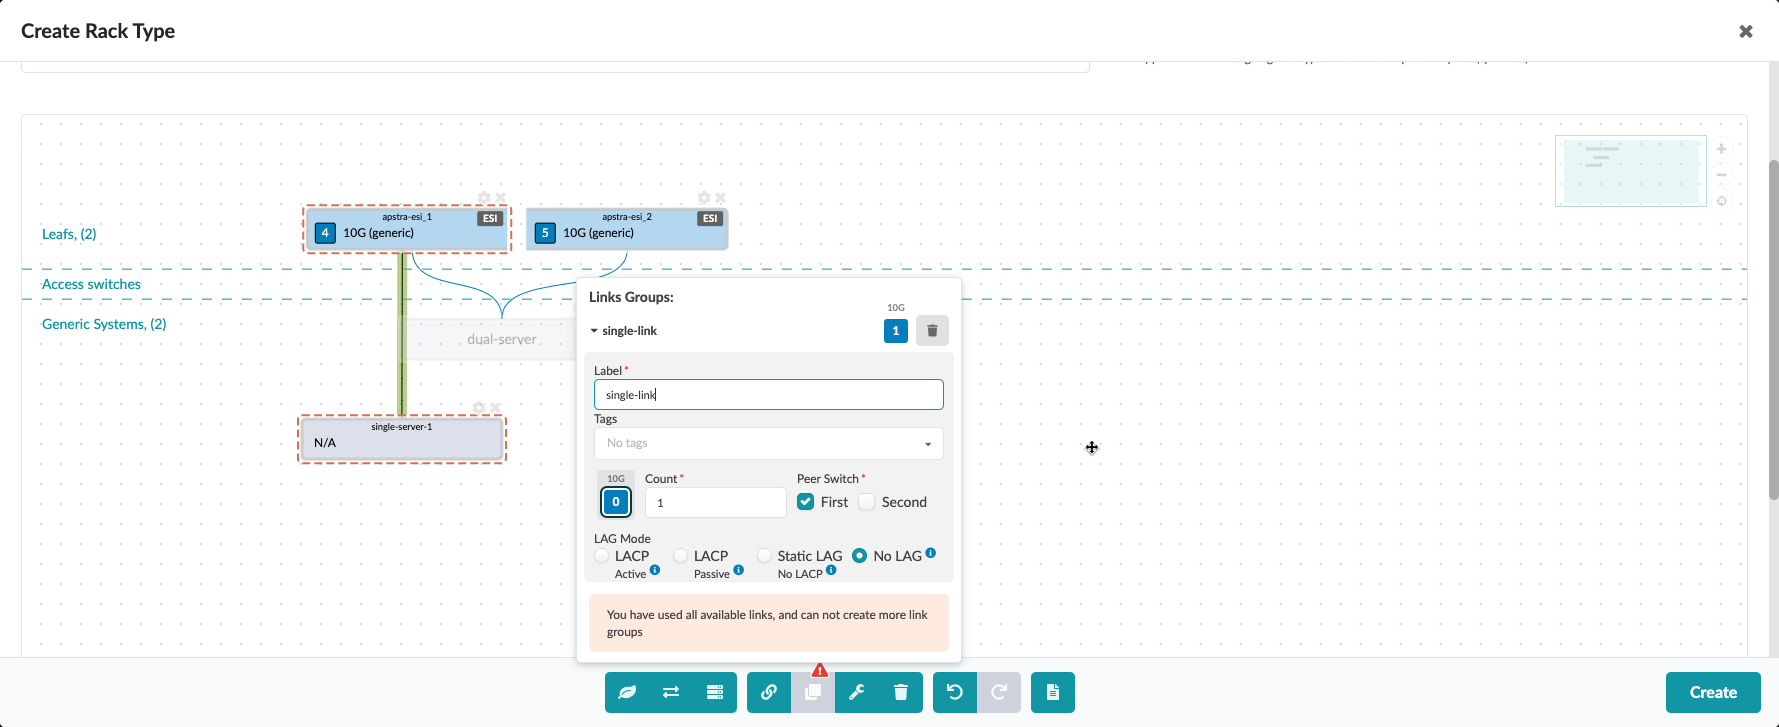 Create Rack Type
apstra-esi_1
ESI
4
10G (generic)
apstra-esi_2
ESI
5
10G (generic)
Leafs, (2)
Access switches
Generic Systems, (2)
dual-server
single-server-1
N/A
Links Groups:
10G
single-link
1
Label*
single-link
Tags
No tags
10G
0
Count*
1
Peer Switch*
First
Second
LAG Mode
LACP
Active
LACP
Passive
Static LAG
No LACP
No LAG
You have used all available links, and can not create more link
groups
Create